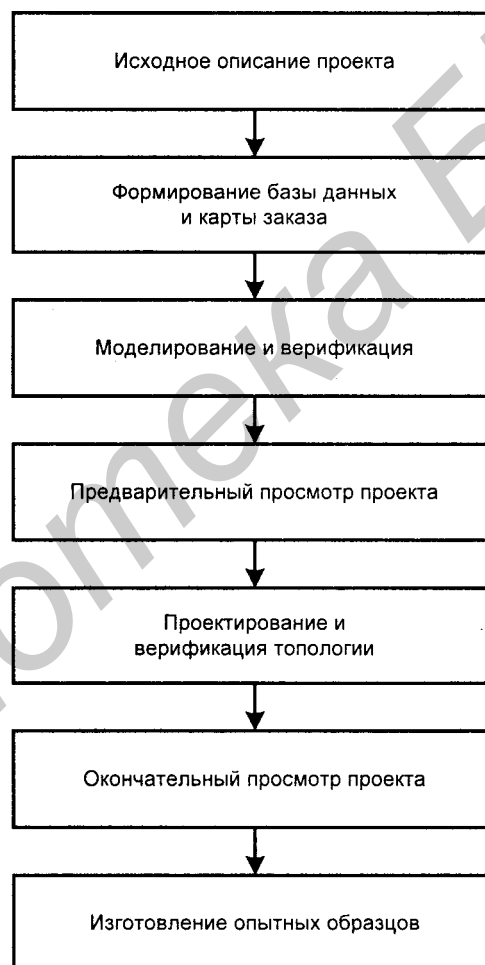 Исходное описание проекта
Формирование базы данных
и карты заказа
Моделирование и верификация
Предварительный просмотр проекта
Проектирование и
верификация топологии
Окончательный просмотр проекта
Изготовление опытных образцов